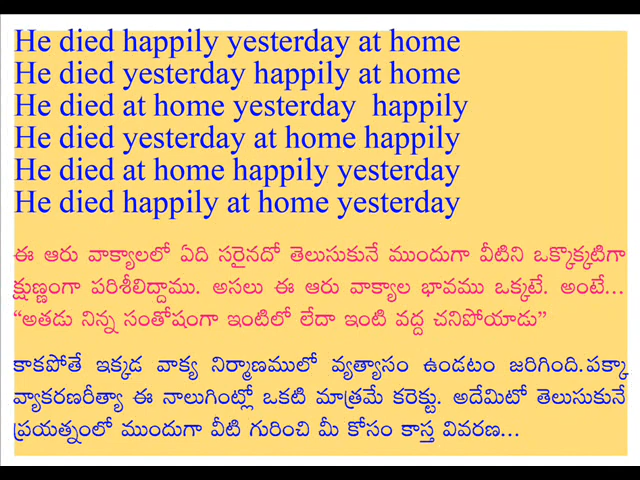 He died happily yesterday at home
He died yesterday happily at home
He died at home yesterday  happily
He died yesterday at home happily
He died at home happily yesterday
He died happily at home yesterday
ఈ ఆరు వాక్యాలలో ఏది సరైనదో తెలుసుకునే ముందుగా వీటిని ఒక్కొక్కటిగా
క్షుణ్ణంగా పరిశీలిద్దాము. అసలు ఈ ఆరు వాక్యాల భావము ఒక్కటే. అంటే...
“అతడు నిన్న సంతోషంగా ఇంటిలో లేదా ఇంటి వద్ద చనిపోయాడు”
కాకపోతే ఇక్కడ వాక్య నిర్మాణములో వ్యత్యాసం ఉండటం జరిగింది.పక్కా
వ్యాకరణరీత్యా ఈ నాలుగింట్లో ఒకటి మాత్రమే కరెక్టు. అదేమిటో తెలుసుకునే
ప్రయత్నంలో ముందుగా వీటి గురించి మీ కోసం కాస్త వివరణ...